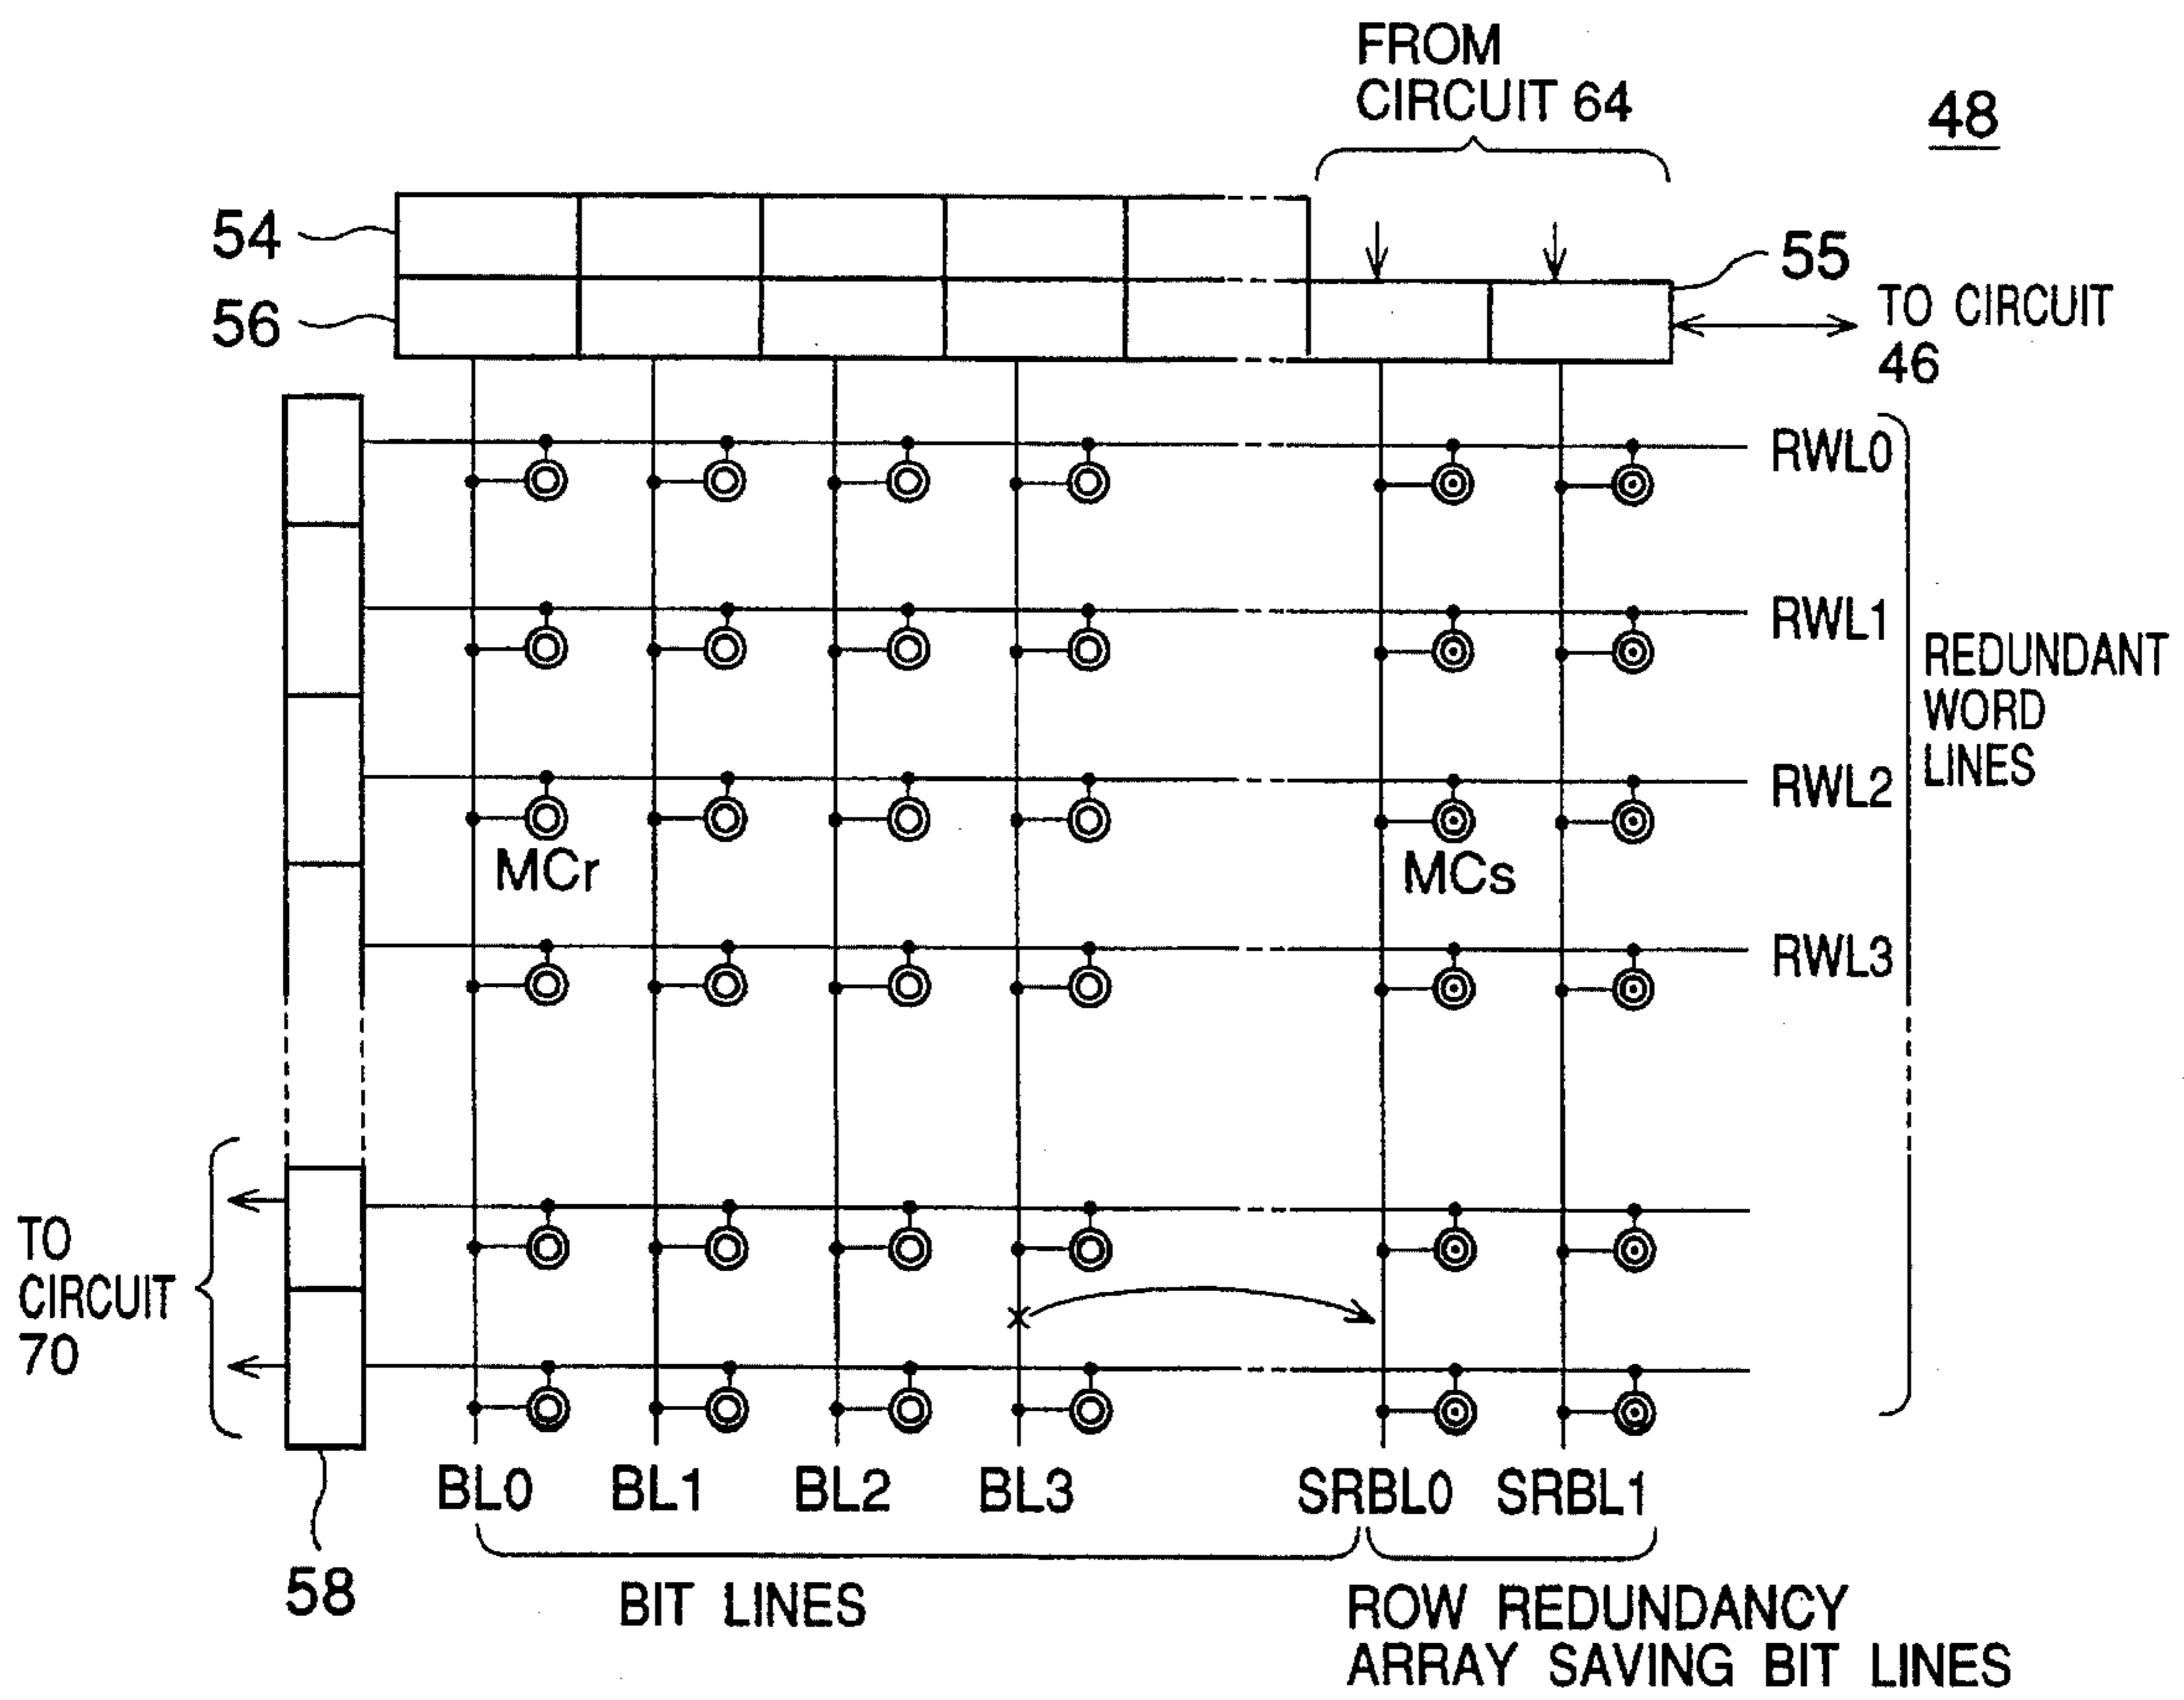 FROM
CIRCUIT 64
48
54
55
56
TO CIRCUIT
46
RWL0
RWL1
REDUNDANT
WORD
LINES
RWL2
MCr
MCs
RWL3
TO
CIRCUIT
70
BL0
BL1
BL2
BL3
SRBL0
SRBL1
58
BIT LINES
ROW REDUNDANCY
ARRAY SAVING BIT LINES